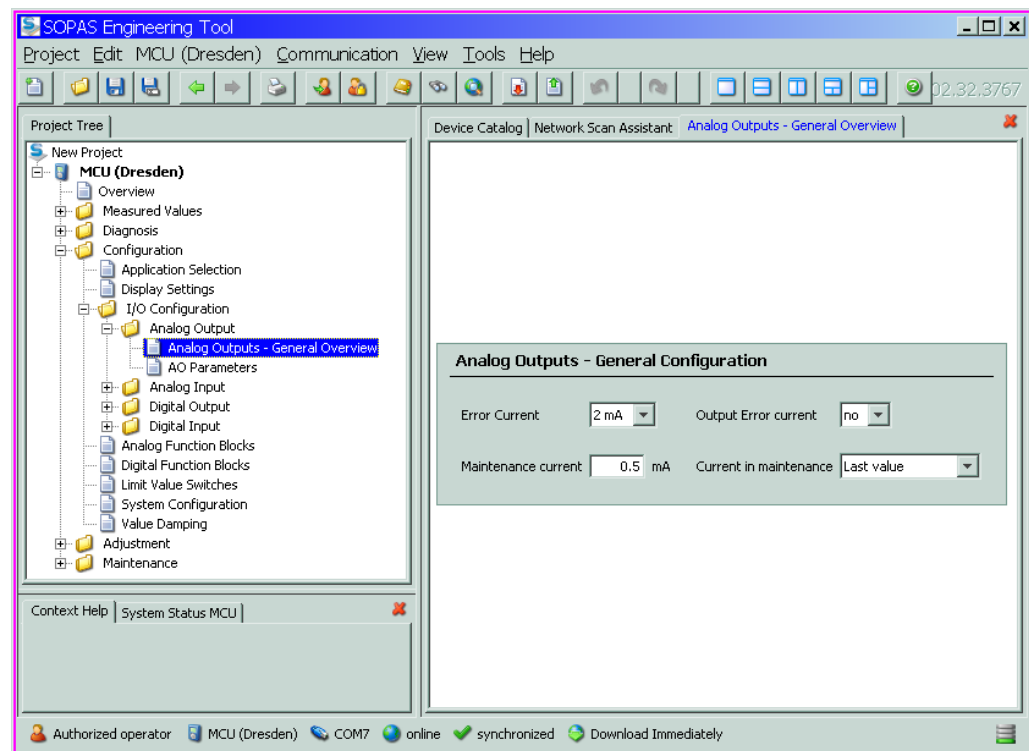 SOPAS Engineering Tool
Project Edit MCU (Dresden) Communication View Tools Help
02.32.3767
Project Tree
New Project
MCU (Dresden)
Overview
Measured Values
Diagnosis
Configuration
Application Selection
Display Settings
I/O Configuration
Analog Output
Analog Outputs - General Overview
AO Parameters
Analog Input
Digital Output
Digital Input
Analog Function Blocks
Digital Function Blocks
Limit Value Switches
System Configuration
Value Damping
Adjustment
Maintenance
Context Help System Status MCU
Device Catalog Network Scan Assistant Analog Outputs - General Overview
Analog Outputs - General Configuration
Error Current 2 mA Output Error current no
Maintenance current 0.5 mA Current in maintenance Last value
Authorized operator MCU (Dresden) COM7 online synchronized Download Immediately